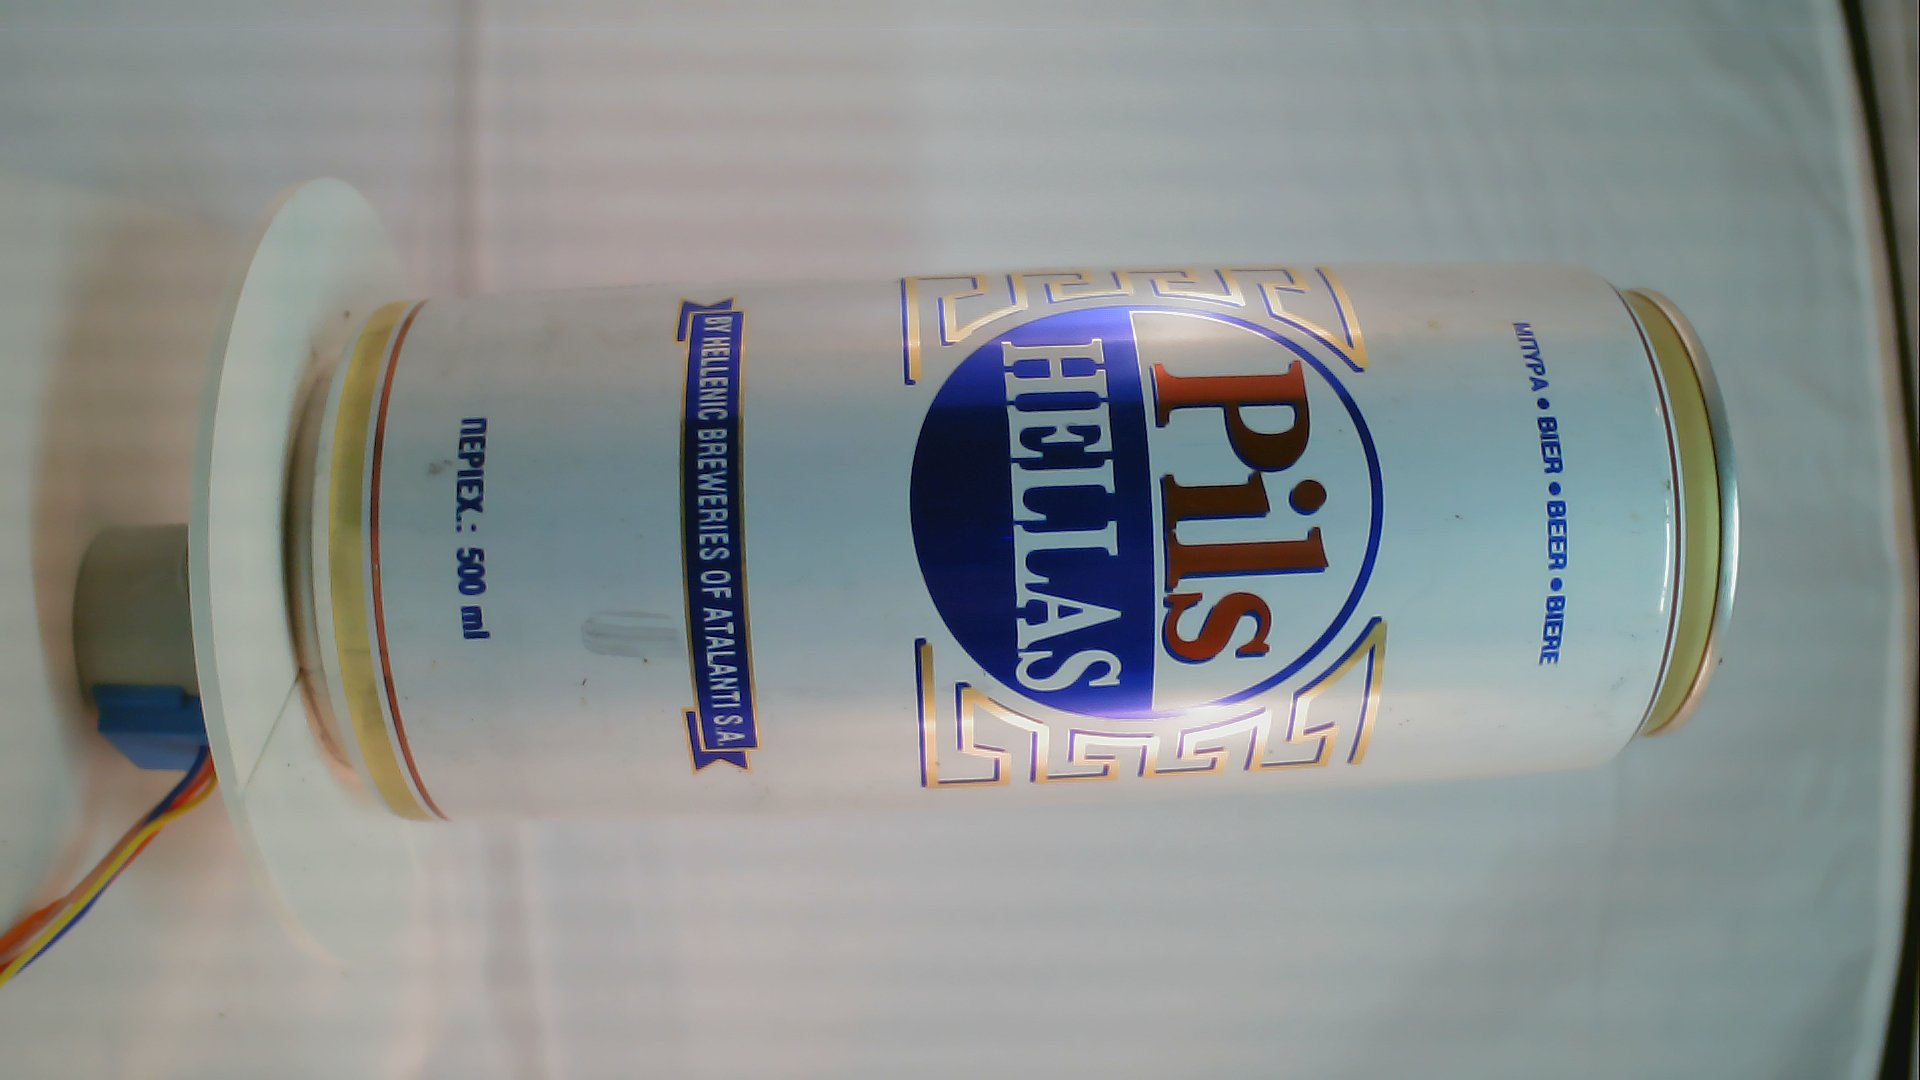 ΜΠΥΡΑ • BIER • BEER • BIERE
Pils
HELLAS
BY HELLENIC BREWERIES OF ATALANTI S.A.
ΠΕΡΙΕΧ.: 500 ml